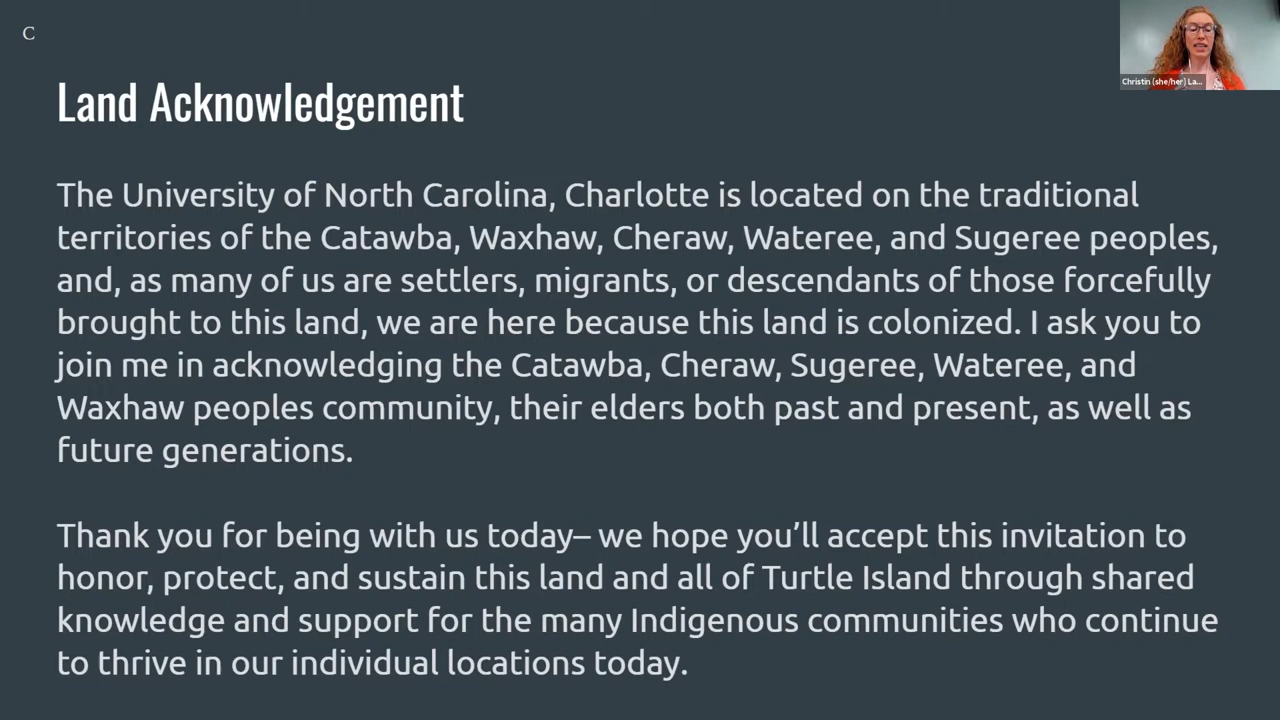 C
Christin (she/her) La...
Land Acknowledgement
The University of North Carolina, Charlotte is located on the traditional
territories of the Catawba, Waxhaw, Cheraw, Wateree, and Sugeree peoples,
and, as many of us are settlers, migrants, or descendants of those forcefully
brought to this land, we are here because this land is colonized. I ask you to
join me in acknowledging the Catawba, Cheraw, Sugeree, Wateree, and
Waxhaw peoples community, their elders both past and present, as well as
future generations.
Thank you for being with us today– we hope you’ll accept this invitation to
honor, protect, and sustain this land and all of Turtle Island through shared
knowledge and support for the many Indigenous communities who continue
to thrive in our individual locations today.